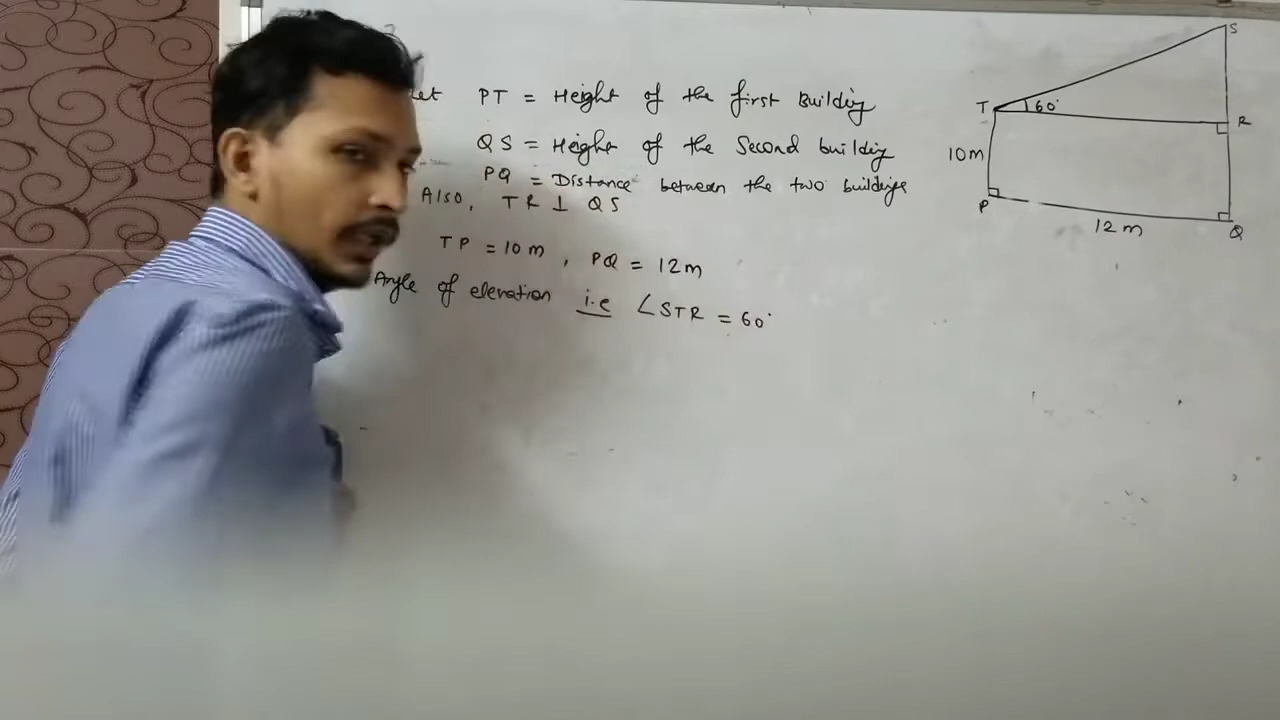 PT = Height of the first Building
QS = Height of the Second building
PQ = Distance between the two buildings
Also, TR ⊥ QS
TP = 10 m, PQ = 12m
Angle of elevation i.e ∠STR = 60°
S
T
60°
R
10m
P
12 m
Q